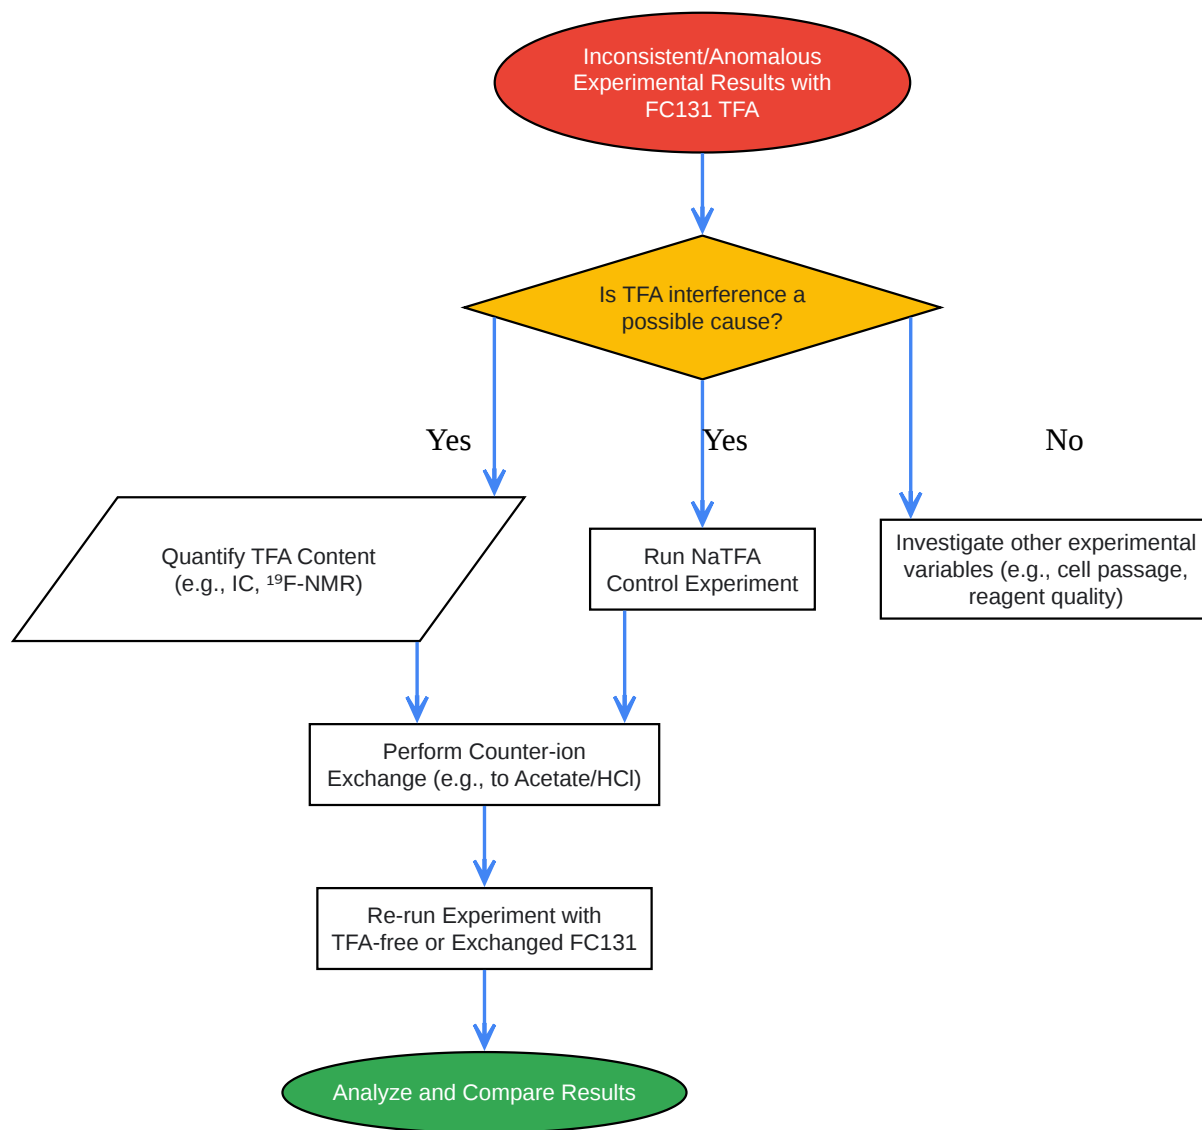 Inconsistent/Anomalous
Experimental Results with
FC131 TFA
Is TFA interference a
possible cause?
Yes
Yes
No
Quantify TFA Content
(e.g., IC, ¹⁹F-NMR)
Run NaTFA
Control Experiment
Investigate other experimental
variables (e.g., cell passage,
reagent quality)
Perform Counter-ion
Exchange (e.g., to Acetate/HCl)
Re-run Experiment with
TFA-free or Exchanged FC131
Analyze and Compare Results